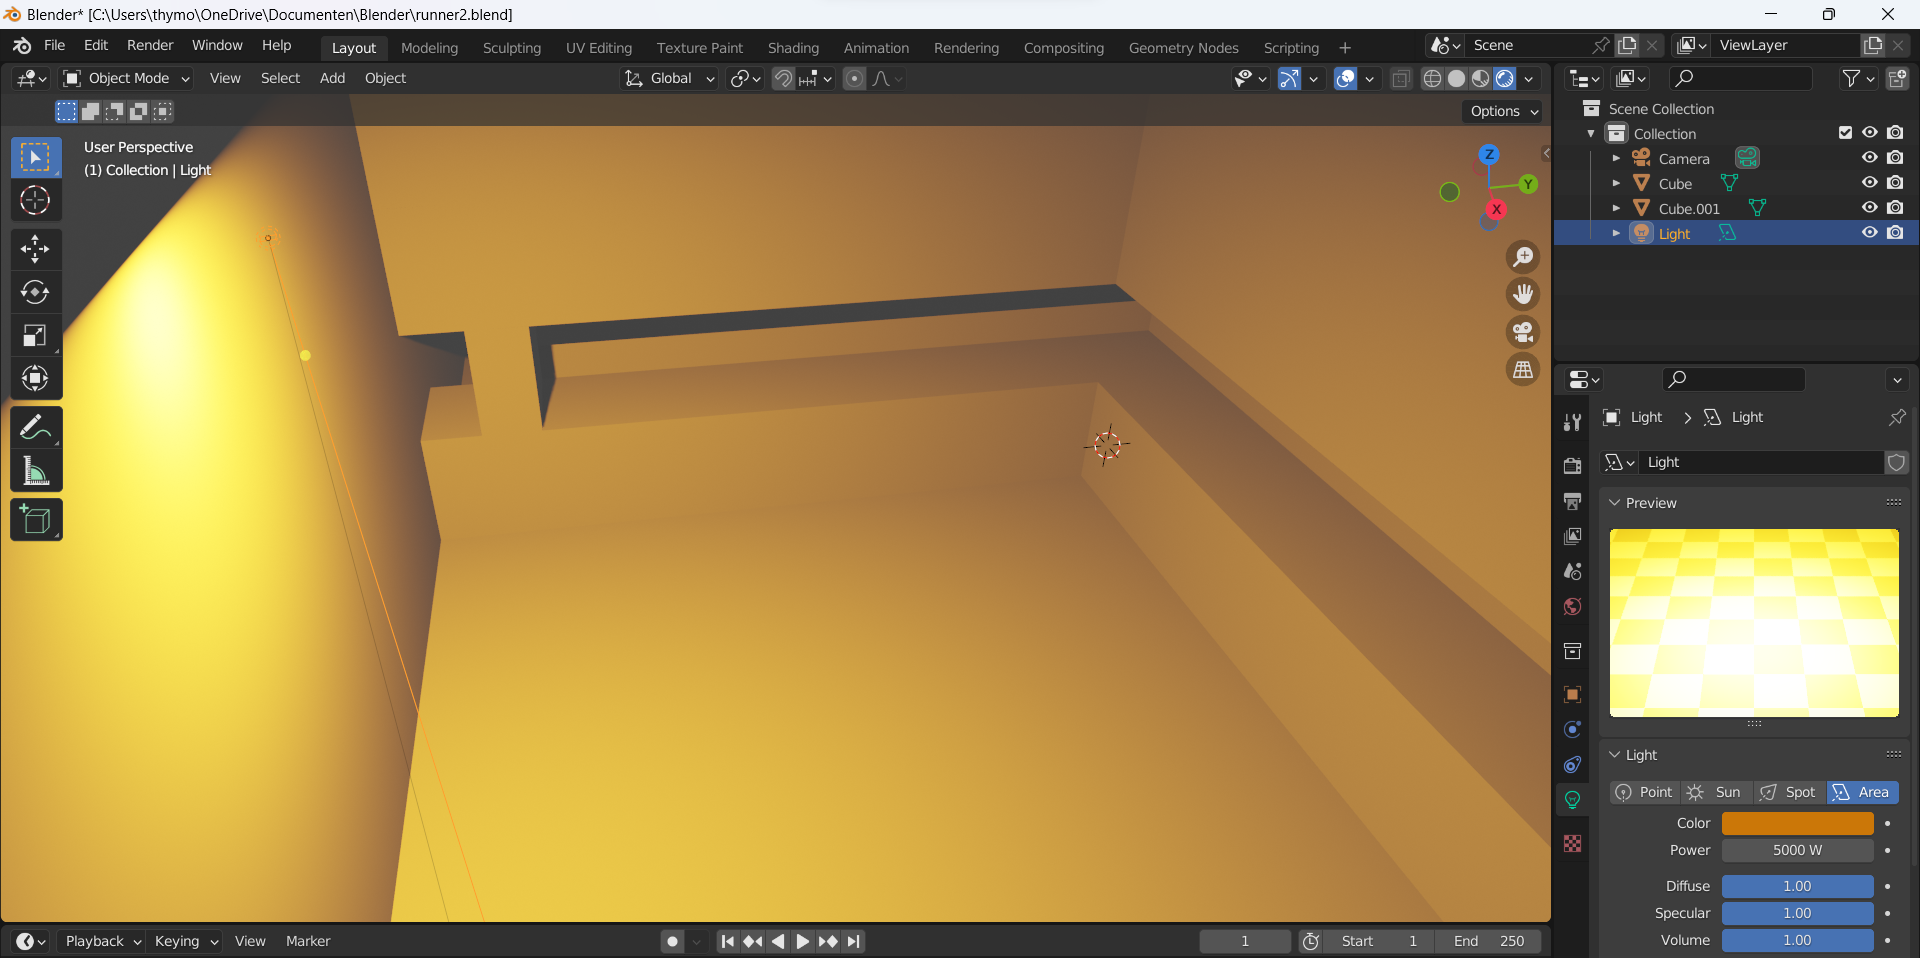 Blender* [C:\Users\thymo\OneDrive\Documenten\Blender\runner2.blend]
File Edit Render Window Help Layout Modeling Sculpting UV Editing Texture Paint Shading Animation Rendering Compositing Geometry Nodes Scripting + Scene ViewLayer
Object Mode View Select Add Object Global
Options
User Perspective
(1) Collection | Light
Z
Y
X
Scene Collection
Collection
Camera
Cube
Cube.001
Light
Light > Light
Light
Preview
Light
Point Sun Spot Area
Color
Power 5000 W
Diffuse 1.00
Specular 1.00
Volume 1.00
Playback Keying View Marker 1 Start 1 End 250